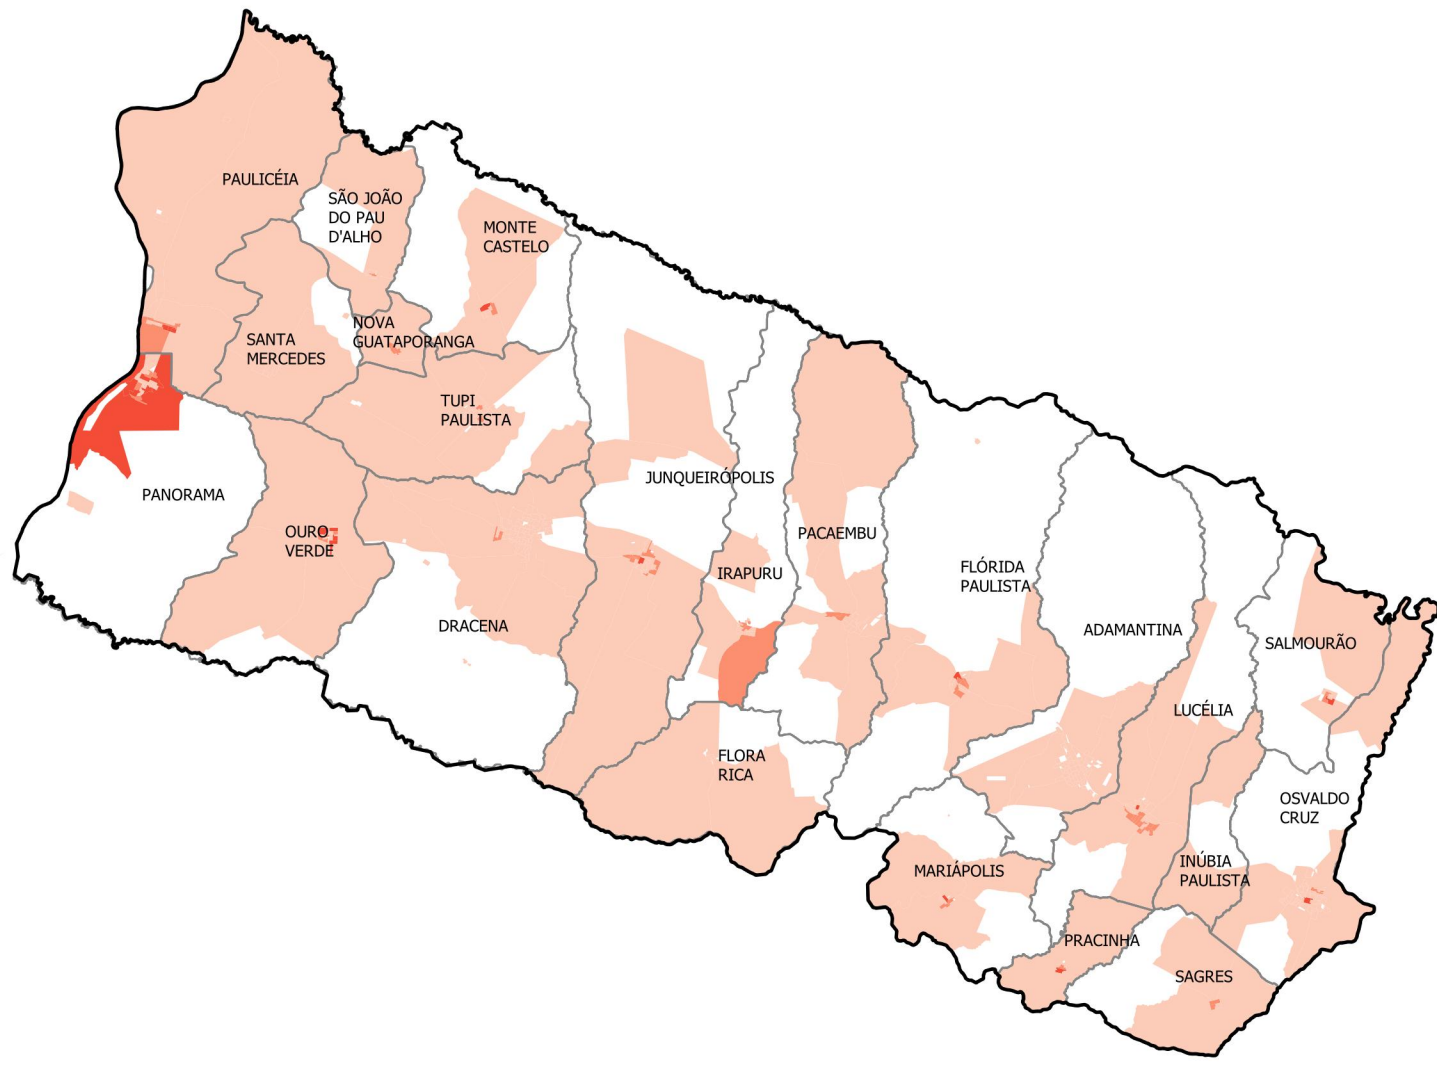 PAULICÉIA
SÃO JOÃO
DO PAU
D'ALHO
MONTE
CASTELO
NOVA
GUATAPORANGA
SANTA
MERCEDES
TUPI
PAULISTA
PANORAMA
OURO
VERDE
JUNQUEIRÓPOLIS
PACAEMBU
IRAPURU
FLÓRIDA
PAULISTA
DRACENA
ADAMANTINA
SALMOURÃO
LUCÉLIA
FLORA
RICA
OSVALDO
CRUZ
MARIÁPOLIS
INÚBIA
PAULISTA
PRACINHA
SAGRES